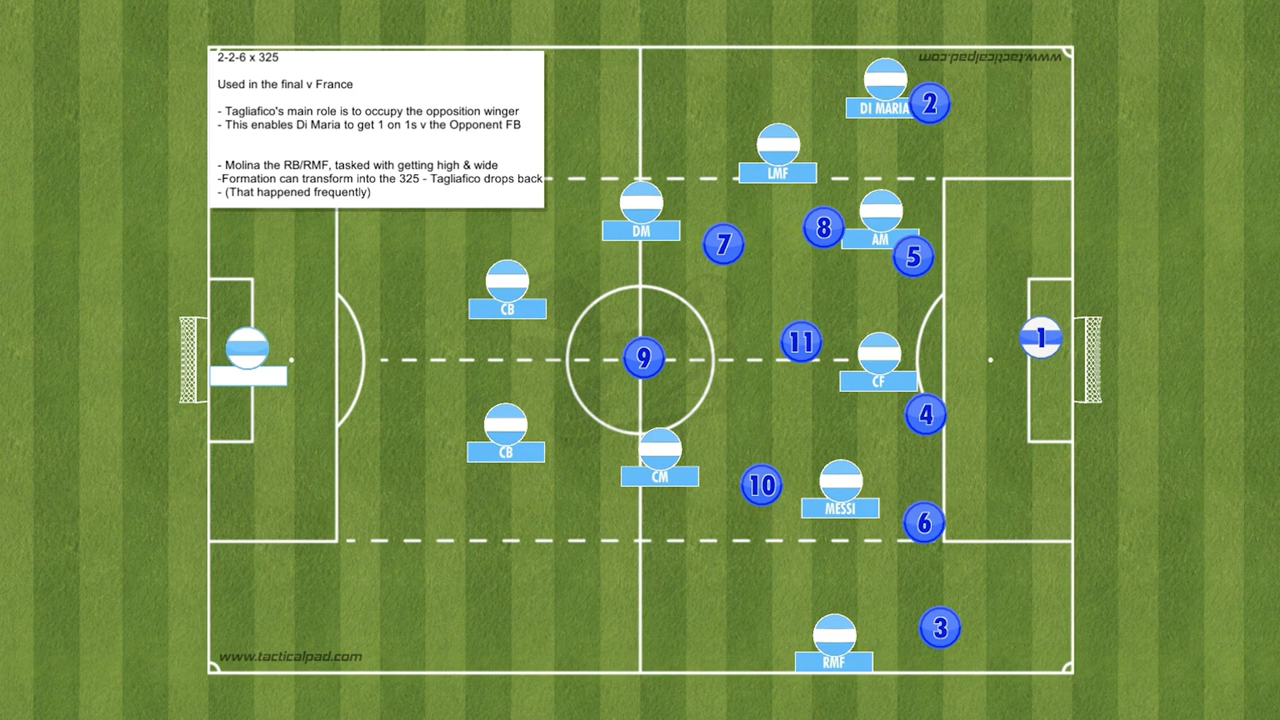 2-2-6 x 325
Used in the final v France
- Tagliafico's main role is to occupy the opposition winger
- This enables Di Maria to get 1 on 1s v the Opponent FB
- Molina the RB/RMF, tasked with getting high & wide
-Formation can transform into the 325 - Tagliafico drops back
- (That happened frequently)
www.tacticalpad.com
DI MARIA
2
LMF
DM
7
8
AM
5
CB
9
11
CF
1
4
CB
CM
10
MESSI
6
3
RMF
www.tacticalpad.com